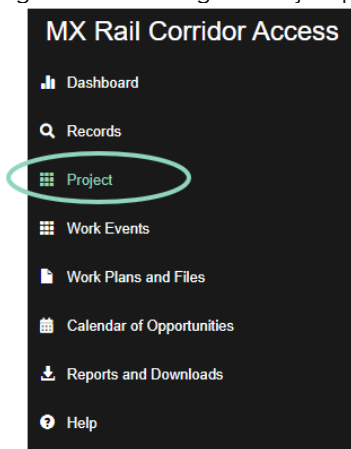 MX Rail Corridor Access
Dashboard
Records
Project
Work Events
Work Plans and Files
Calendar of Opportunities
Reports and Downloads
Help